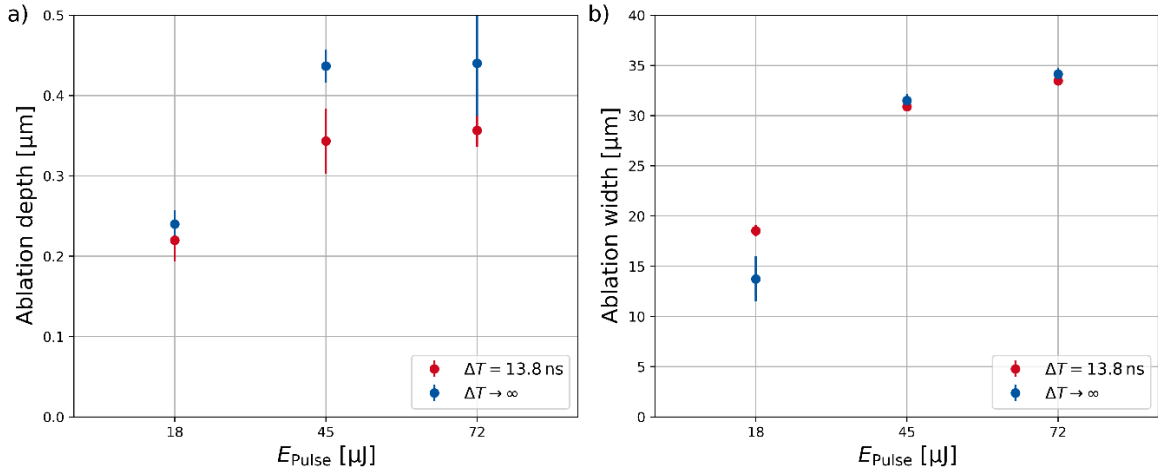 a)
Ablation depth [μm]
0.5
0.4
0.3
0.2
0.1
0.0
18 45 72
E_Pulse [μJ]
ΔT = 13.8 ns
ΔT → ∞
b)
Ablation width [μm]
40
35
30
25
20
15
10
5
0
18 45 72
E_Pulse [μJ]
ΔT = 13.8 ns
ΔT → ∞